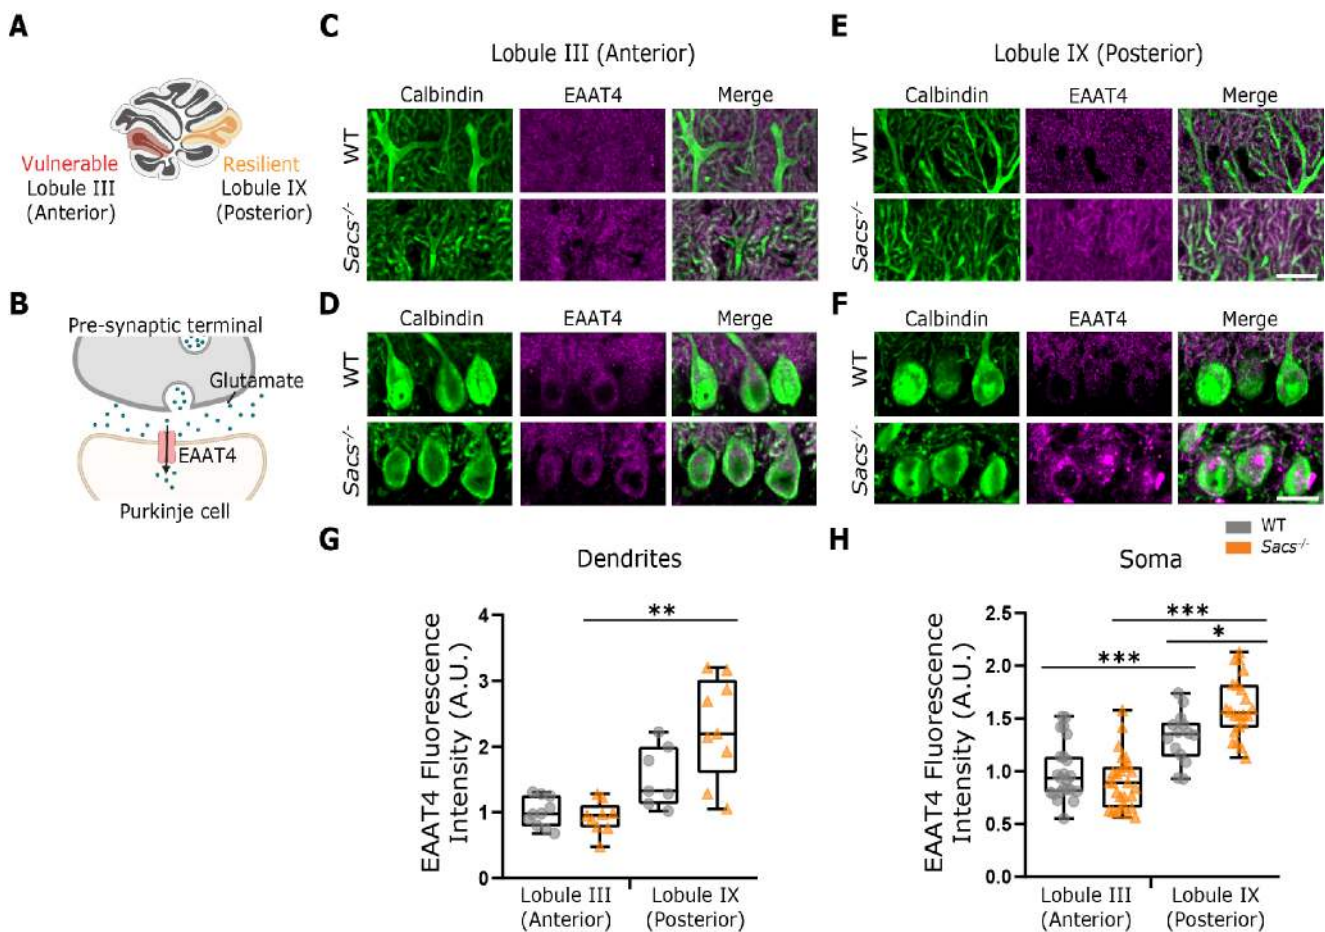 A
Vulnerable
Lobule III
(Anterior)
Resilient
Lobule IX
(Posterior)
B
Pre-synaptic terminal
Glutamate
EAAT4
Purkinje cell
C
Lobule III (Anterior)
Calbindin EAAT4 Merge
WT
Sacs-/-
D
Calbindin EAAT4 Merge
WT
Sacs-/-
E
Lobule IX (Posterior)
Calbindin EAAT4 Merge
WT
Sacs-/-
F
Calbindin EAAT4 Merge
WT
Sacs-/-
G
Dendrites
EAAT4 Fluorescence
Intensity (A.U.)
4
3
2
1
0
**
Lobule III
(Anterior)
Lobule IX
(Posterior)
H
WT
Sacs-/-
Soma
EAAT4 Fluorescence
Intensity (A.U.)
2.5
2.0
1.5
1.0
0.5
0.0
***
*
***
Lobule III
(Anterior)
Lobule IX
(Posterior)